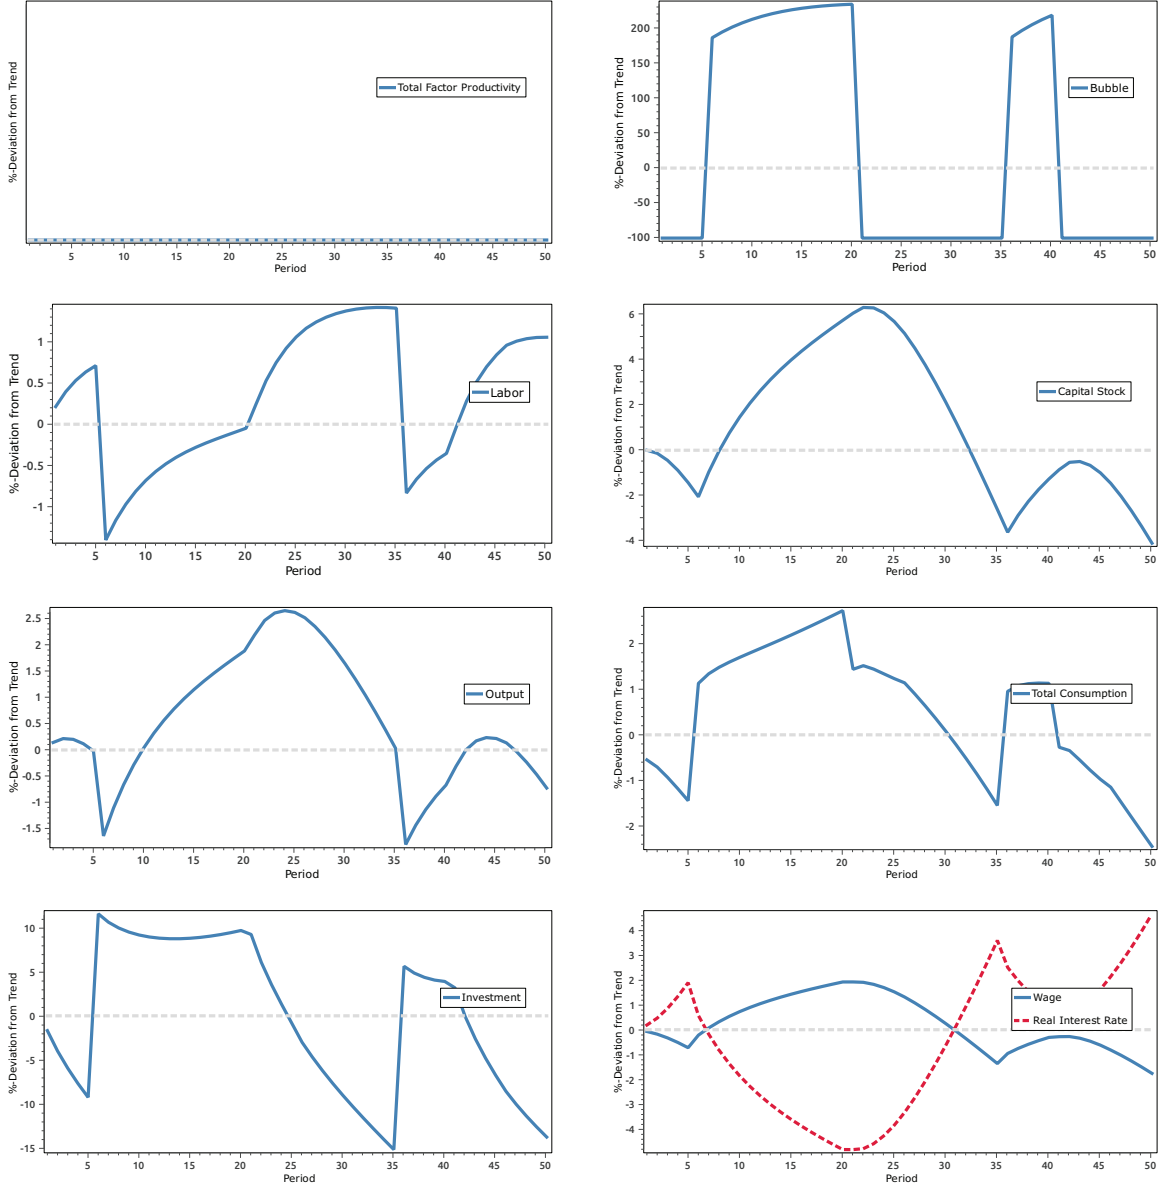 %-Deviation from Trend
Total Factor Productivity
5 10 15 20 25 30 35 40 45 50
Period
%-Deviation from Trend
200
150
100
50
0
-50
-100
Bubble
5 10 15 20 25 30 35 40 45 50
Period
%-Deviation from Trend
1
0.5
0
-0.5
-1
Labor
5 10 15 20 25 30 35 40 45 50
Period
%-Deviation from Trend
6
4
2
0
-2
-4
Capital Stock
5 10 15 20 25 30 35 40 45 50
Period
%-Deviation from Trend
2.5
2
1.5
1
0.5
0
-0.5
-1
-1.5
Output
5 10 15 20 25 30 35 40 45 50
Period
%-Deviation from Trend
2
1
0
-1
-2
Total Consumption
5 10 15 20 25 30 35 40 45 50
Period
%-Deviation from Trend
10
5
0
-5
-10
-15
Investment
5 10 15 20 25 30 35 40 45 50
Period
%-Deviation from Trend
4
3
2
1
0
-1
-2
-3
-4
Wage
Real Interest Rate
5 10 15 20 25 30 35 40 45 50
Period